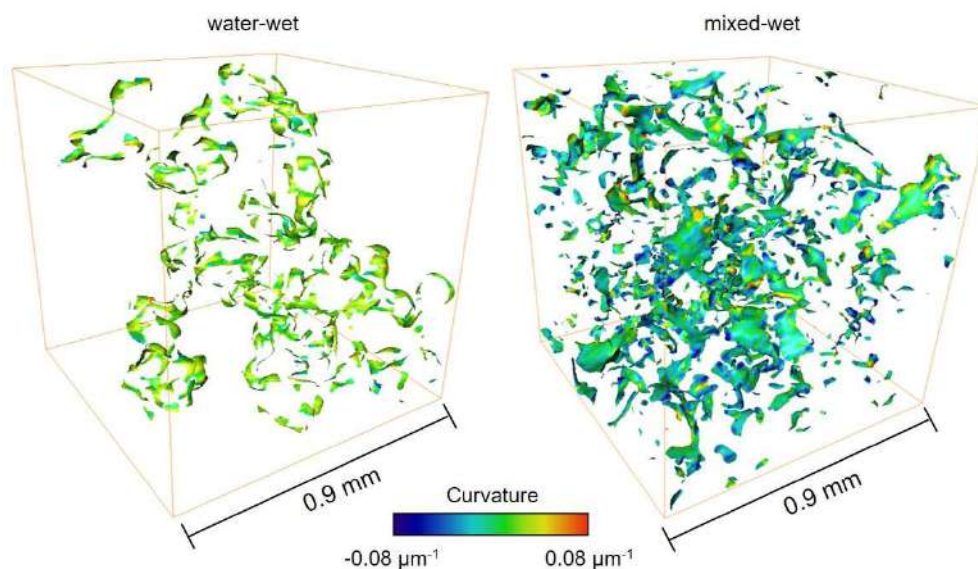 water-wet
mixed-wet
0.9 mm
0.9 mm
Curvature
-0.08 µm⁻¹
0.08 µm⁻¹